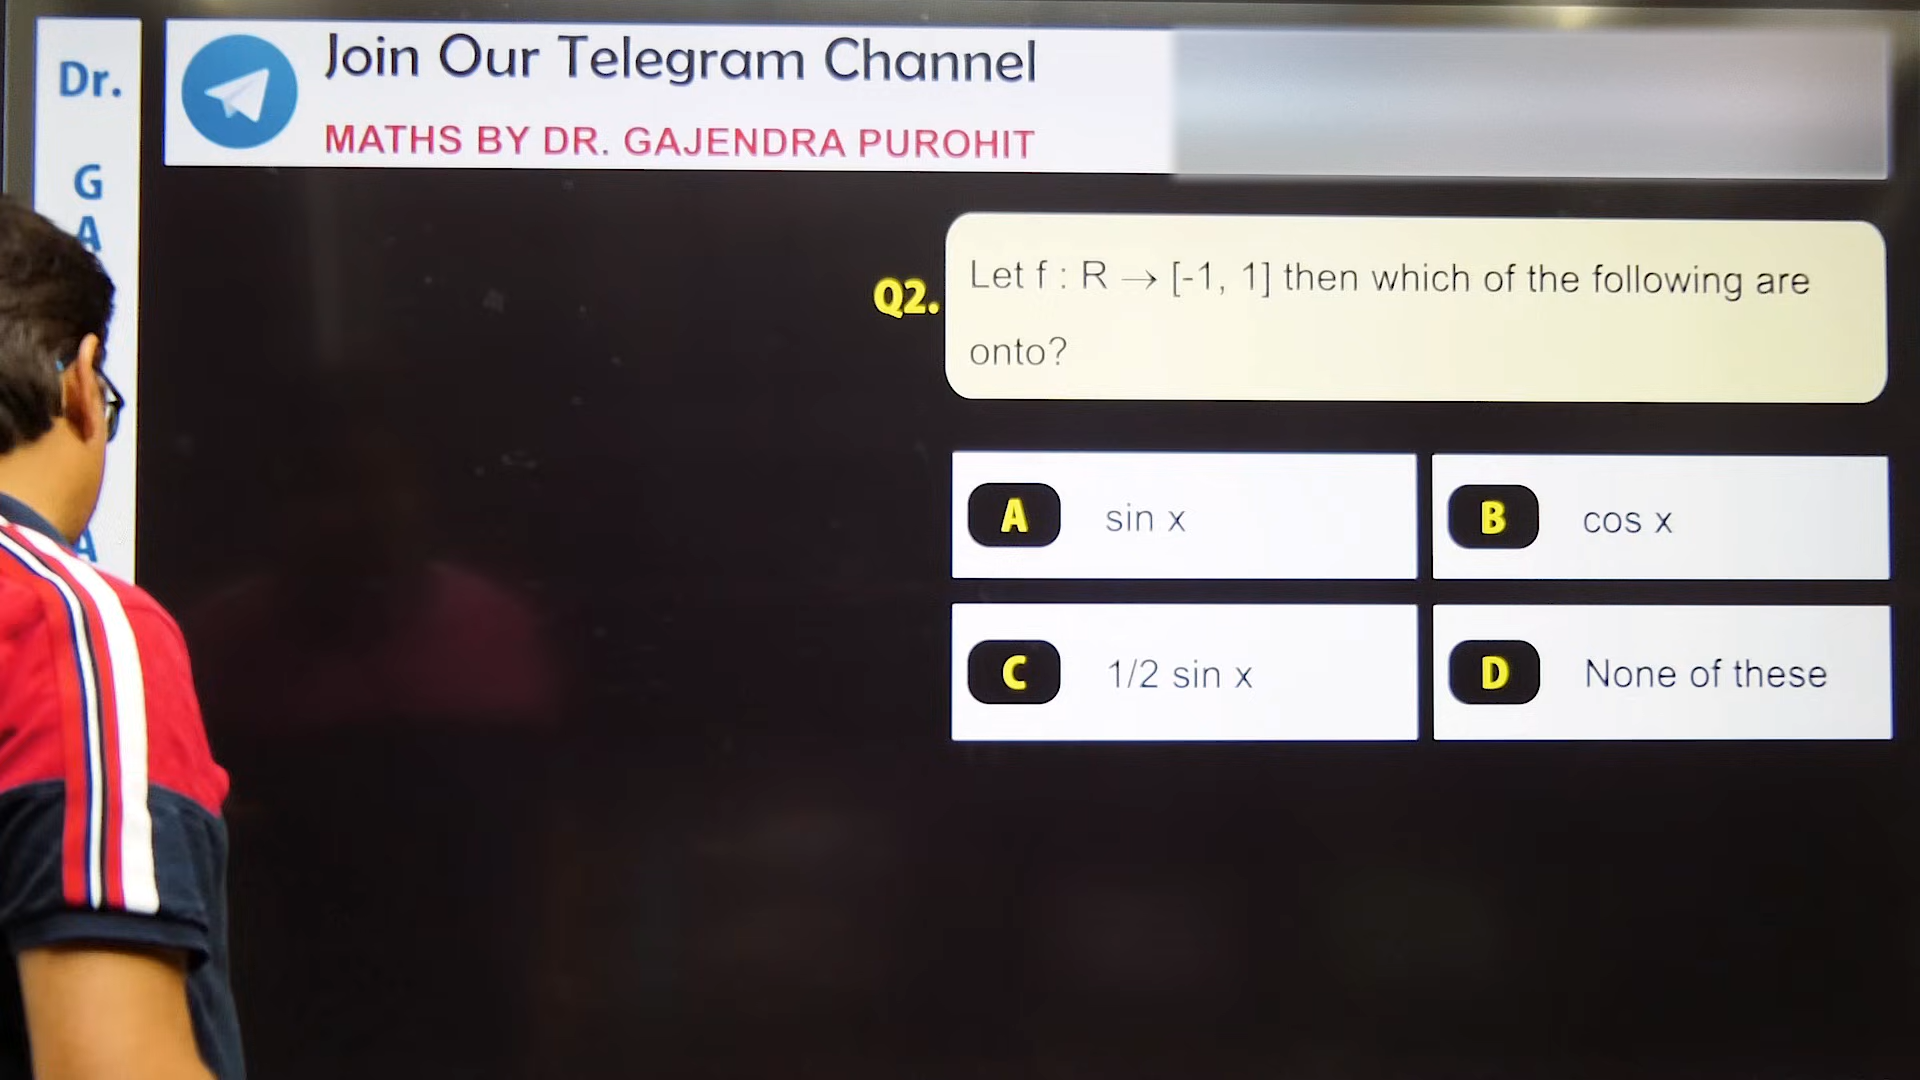 Dr.
G
A
A
Join Our Telegram Channel
MATHS BY DR. GAJENDRA PUROHIT
Q2.
Let f : R → [-1, 1] then which of the following are
onto?
A sin x
B cos x
C 1/2 sin x
D None of these